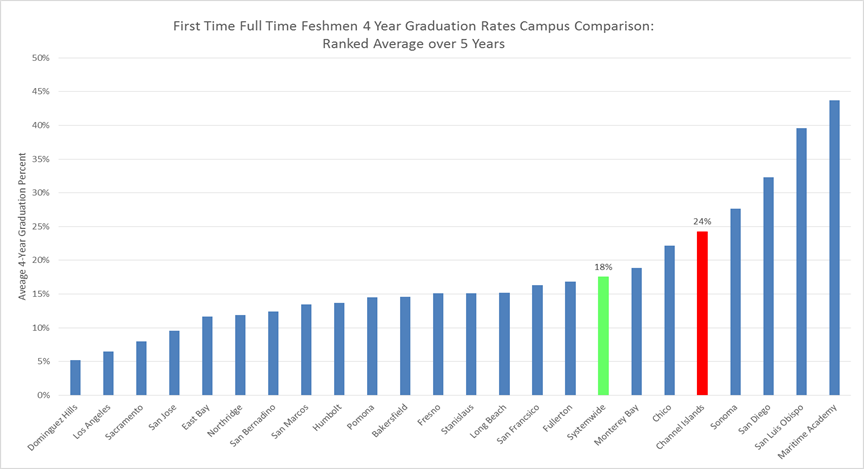 First Time Full Time Feshmen 4 Year Graduation Rates Campus Comparison:
Ranked Average over 5 Years
50%
45%
40%
35%
30%
25%
20%
15%
10%
5%
0%
Aveage 4-Year Graduation Percent
18%
24%
Dominguez Hills
Los Angeles
Sacramento
San Jose
East Bay
Northridge
San Bernadino
San Marcos
Humbolt
Pomona
Bakersfield
Fresno
Stanislaus
Long Beach
San Francsico
Fullerton
Systemwide
Monterey Bay
Chico
Channel Islands
Sonoma
San Diego
San Luis Obispo
Maritime Academy